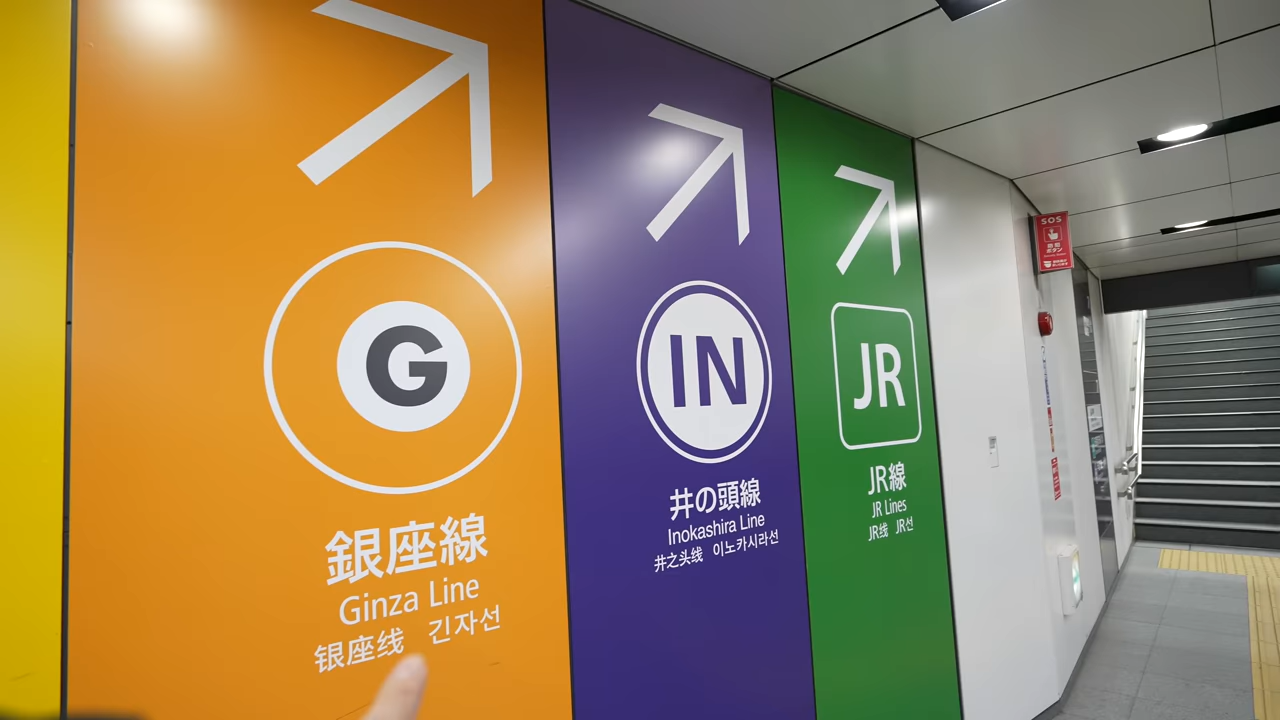 G
銀座線
Ginza Line
银座线 긴자선
IN
井の頭線
Inokashira Line
井之头线 이노카시라선
JR
JR線
JR Lines
JR线 JR선
SOS